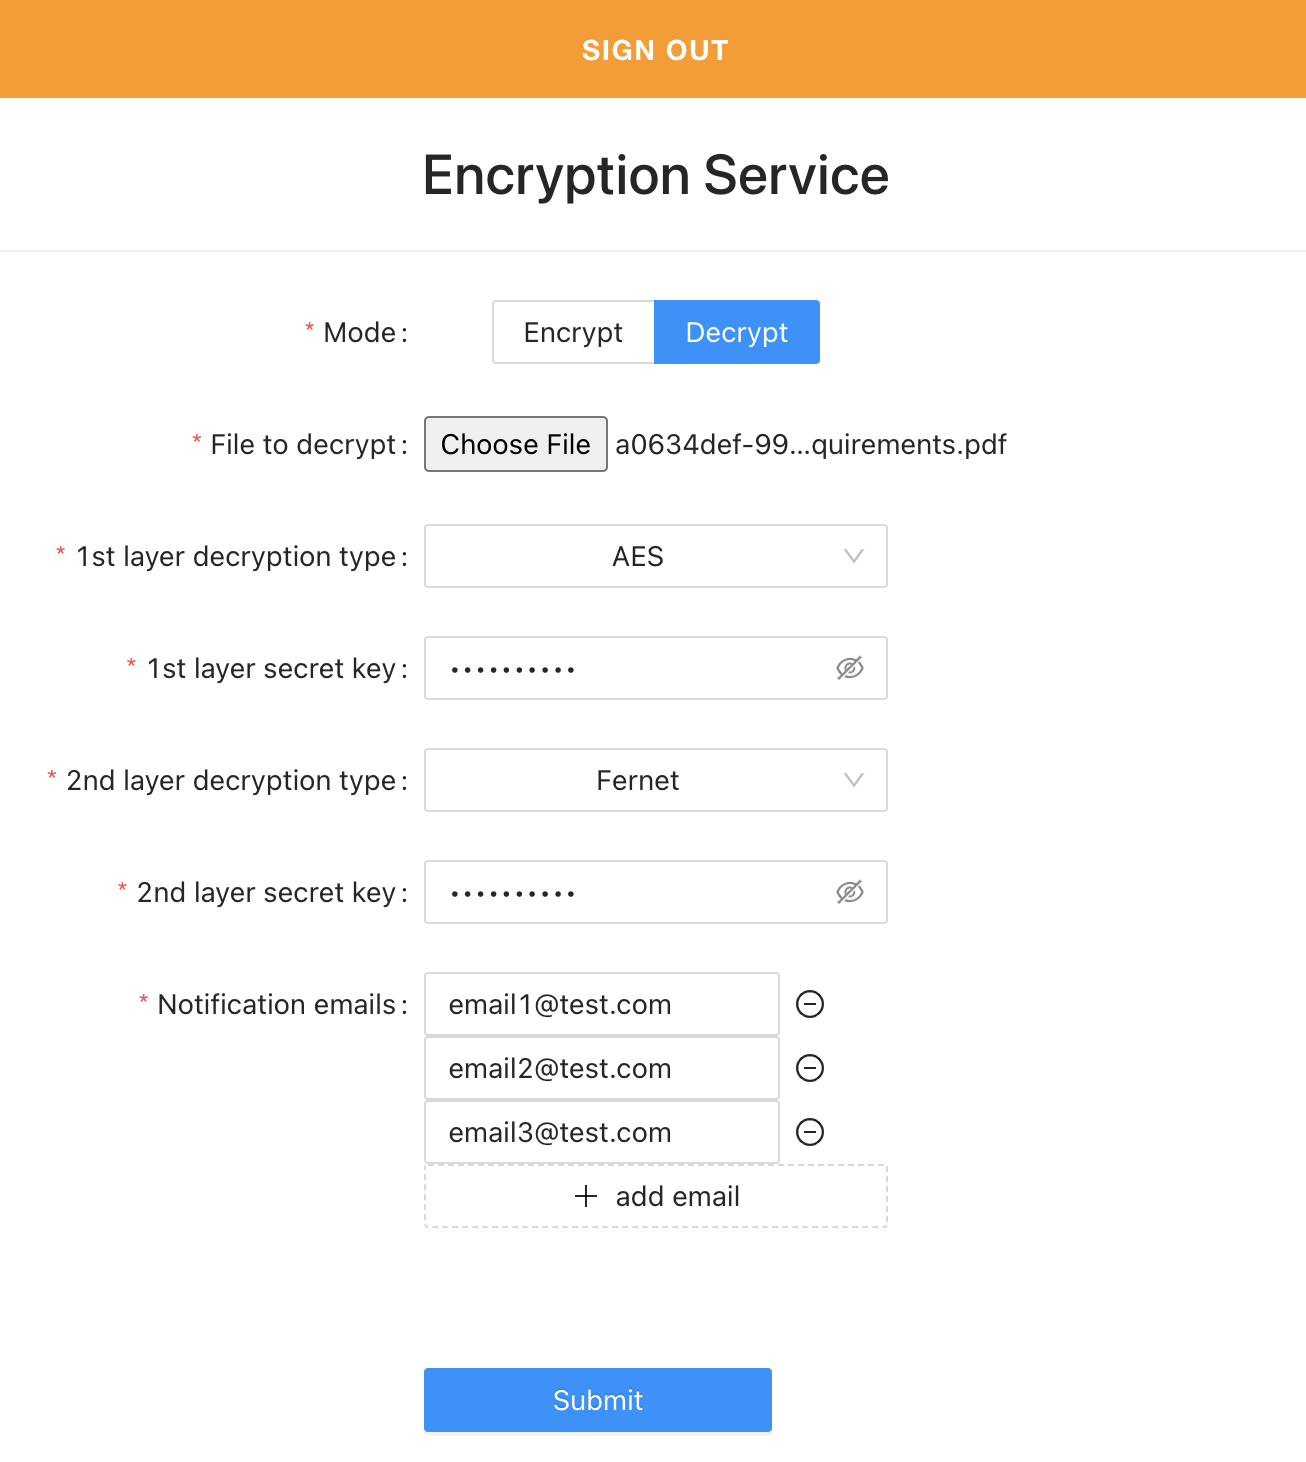 SIGN OUT
Encryption Service
* Mode: Encrypt Decrypt
* File to decrypt: Choose File a0634def-99...quirements.pdf
* 1st layer decryption type: AES
* 1st layer secret key: ••••••••••
* 2nd layer decryption type: Fernet
* 2nd layer secret key: ••••••••••
* Notification emails: email1@test.com
email2@test.com
email3@test.com
+ add email
Submit